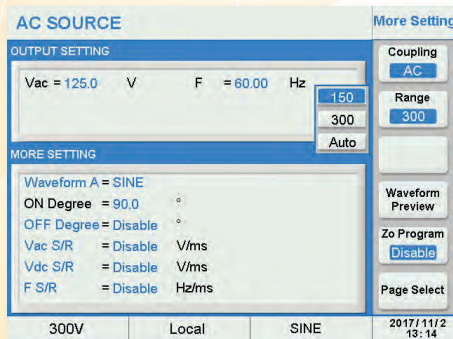 AC SOURCE
More Setting
OUTPUT SETTING
Vac = 125.0 V F = 60.00 Hz
150
300
Auto
MORE SETTING
Waveform A = SINE
ON Degree = 90.0 °
OFF Degree = Disable °
Vac S/R = Disable V/ms
Vdc S/R = Disable V/ms
F S/R = Disable Hz/ms
Coupling
AC
Range
300
Waveform
Preview
Zo Program
Disable
Page Select
300V Local SINE 2017/11/2
13:14